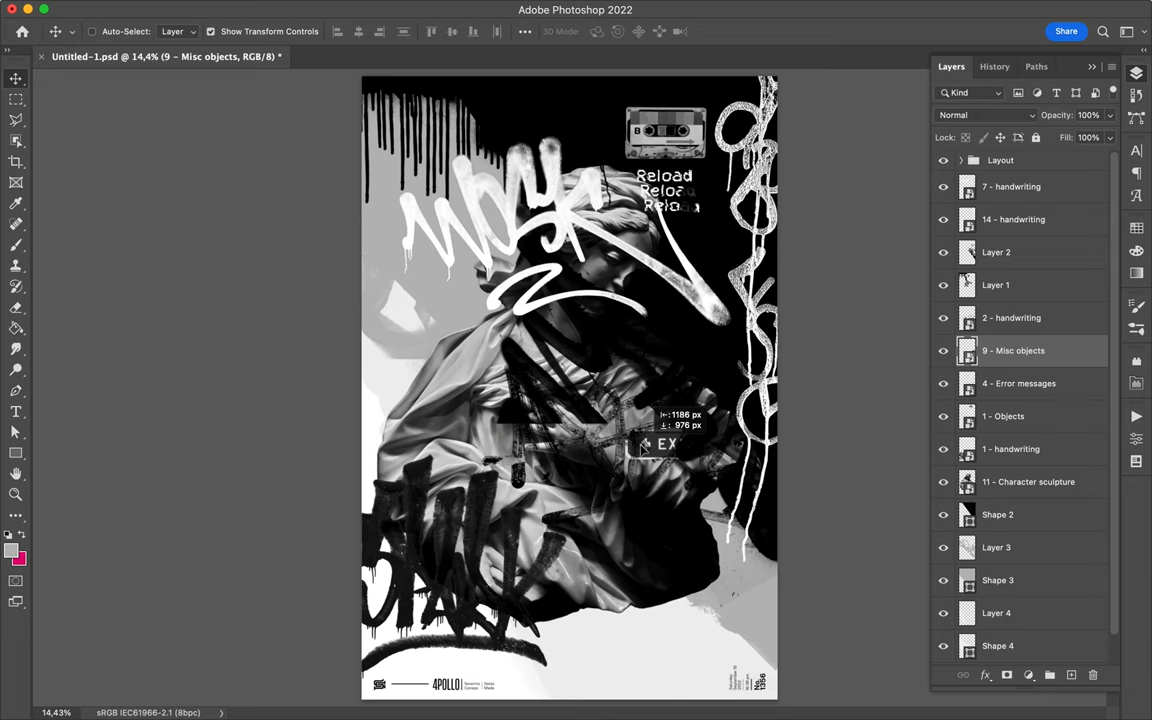 Adobe Photoshop 2022
Auto-Select:
Layer
Show Transform Controls
3D Mode:
Share
Untitled-1.psd @ 14,4% (9 - Misc objects, RGB/8) *
Layers
History
Paths
Kind
Normal
Opacity: 100%
Lock:
Fill: 100%
Layout
7 - handwriting
14 - handwriting
Layer 2
Layer 1
2 - handwriting
9 - Misc objects
4 - Error messages
1 - Objects
1 - handwriting
11 - Character sculpture
Shape 2
Layer 3
Shape 3
Layer 4
Shape 4
B
Reload
Reload
Reload
1186 px
976 px
EX
4POLLO
No.
1356
14,43%
sRGB IEC61966-2.1 (8bpc)